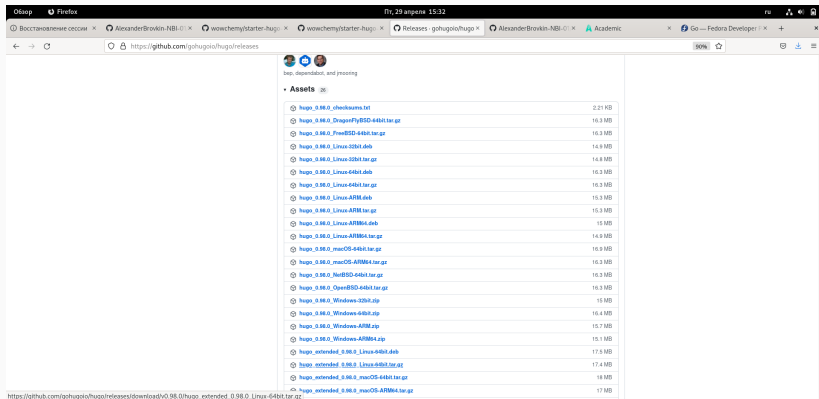 Обзор Firefox Пт, 29 апреля 15:32 ru
Восстановление сессии × AlexanderBrovkin-NBI-0 × wowchemy/starter-hugo × wowchemy/starter-hugo × Releases · gohugoio/hugo × AlexanderBrovkin-NBI-0 × Academic × Go — Fedora Developer × +
https://github.com/gohugoio/hugo/releases 90%
bep, dependabot, and jmooring
Assets 26
hugo_0.98.0_checksums.txt 2.21 KB
hugo_0.98.0_DragonFlyBSD-64bit.tar.gz 16.3 MB
hugo_0.98.0_FreeBSD-64bit.tar.gz 16.3 MB
hugo_0.98.0_Linux-32bit.deb 14.9 MB
hugo_0.98.0_Linux-32bit.tar.gz 14.8 MB
hugo_0.98.0_Linux-64bit.deb 16.3 MB
hugo_0.98.0_Linux-64bit.tar.gz 16.3 MB
hugo_0.98.0_Linux-ARM.deb 15.3 MB
hugo_0.98.0_Linux-ARM.tar.gz 15.3 MB
hugo_0.98.0_Linux-ARM64.deb 15 MB
hugo_0.98.0_Linux-ARM64.tar.gz 14.9 MB
hugo_0.98.0_macOS-64bit.tar.gz 16.9 MB
hugo_0.98.0_macOS-ARM64.tar.gz 16.3 MB
hugo_0.98.0_NetBSD-64bit.tar.gz 16.3 MB
hugo_0.98.0_OpenBSD-64bit.tar.gz 16.3 MB
hugo_0.98.0_Windows-32bit.zip 15 MB
hugo_0.98.0_Windows-64bit.zip 16.4 MB
hugo_0.98.0_Windows-ARM.zip 15.7 MB
hugo_0.98.0_Windows-ARM64.zip 15.1 MB
hugo_extended_0.98.0_Linux-64bit.deb 17.5 MB
hugo_extended_0.98.0_Linux-64bit.tar.gz 17.4 MB
hugo_extended_0.98.0_macOS-64bit.tar.gz 18 MB
hugo_extended_0.98.0_macOS-ARM64.tar.gz 17 MB
https://github.com/gohugoio/hugo/releases/download/v0.98.0/hugo_extended_0.98.0_Linux-64bit.tar.gz